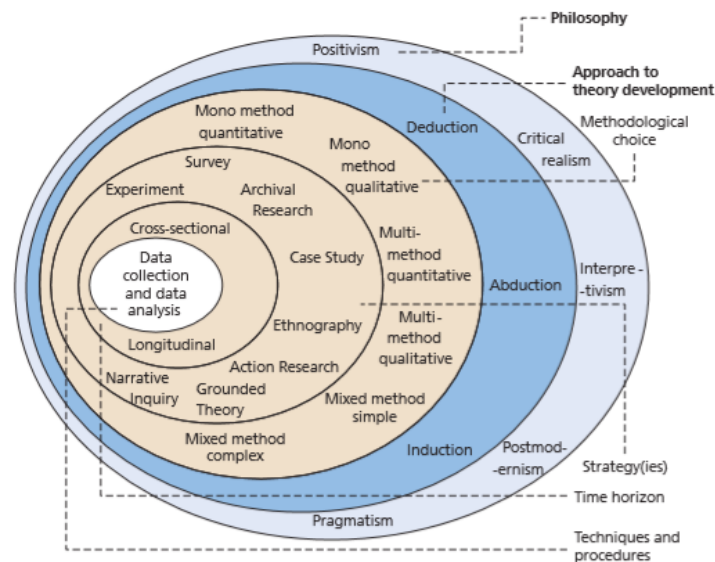 Philosophy
Positivism
Approach to
theory development
Mono method
quantitative
Deduction
Methodological
choice
Critical
realism
Mono
method
qualitative
Survey
Experiment
Archival
Research
Cross-sectional
Multi-
method
quantitative
Data
collection
and data
analysis
Case Study
Abduction
Interpre-
-tivism
Ethnography
Multi-
method
qualitative
Longitudinal
Action Research
Narrative
Inquiry
Grounded
Theory
Mixed method
simple
Mixed method
complex
Induction
Postmod-
-ernism
Strategy(ies)
Time horizon
Pragmatism
Techniques and
procedures